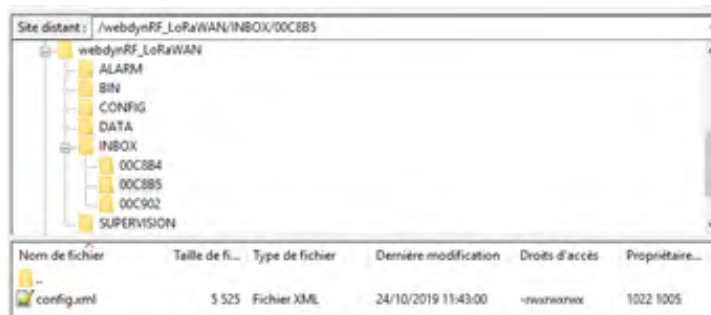 Site distant : /webdynRF_LoRaWAN/INBOX/00C8B5
webdynRF_LoRaWAN
ALARM
BIN
CONFIG
DATA
INBOX
00C8B4
00C8B5
00C902
SUPERVISION
Nom de fichier Taille de fi... Type de fichier Dernière modification Droits d'accès Propriétaire...
..
config.xml 5 525 Fichier XML 24/10/2019 11:43:00 -rwxrwxrwx 1022 1005